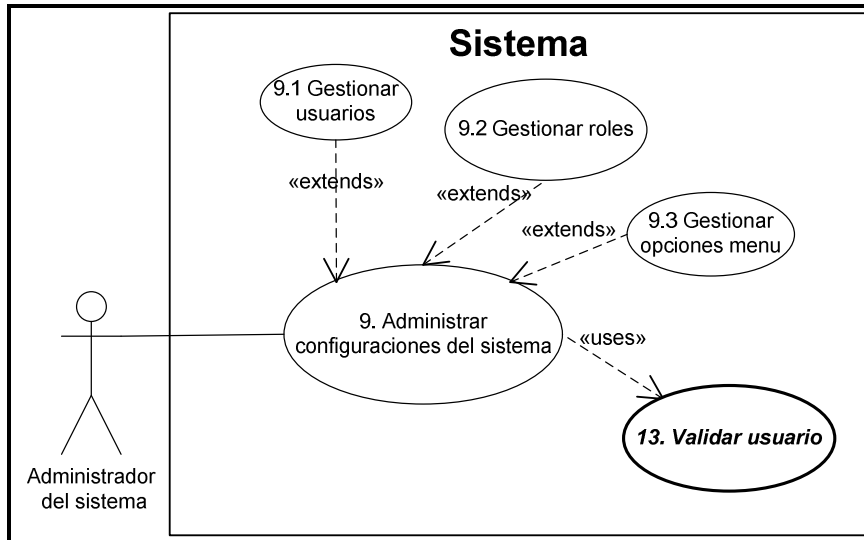 Sistema
9.1 Gestionar
usuarios
9.2 Gestionar roles
«extends»
«extends»
9.3 Gestionar
opciones menu
«extends»
9. Administrar
configuraciones del sistema
«uses»
13. Validar usuario
Administrador
del sistema